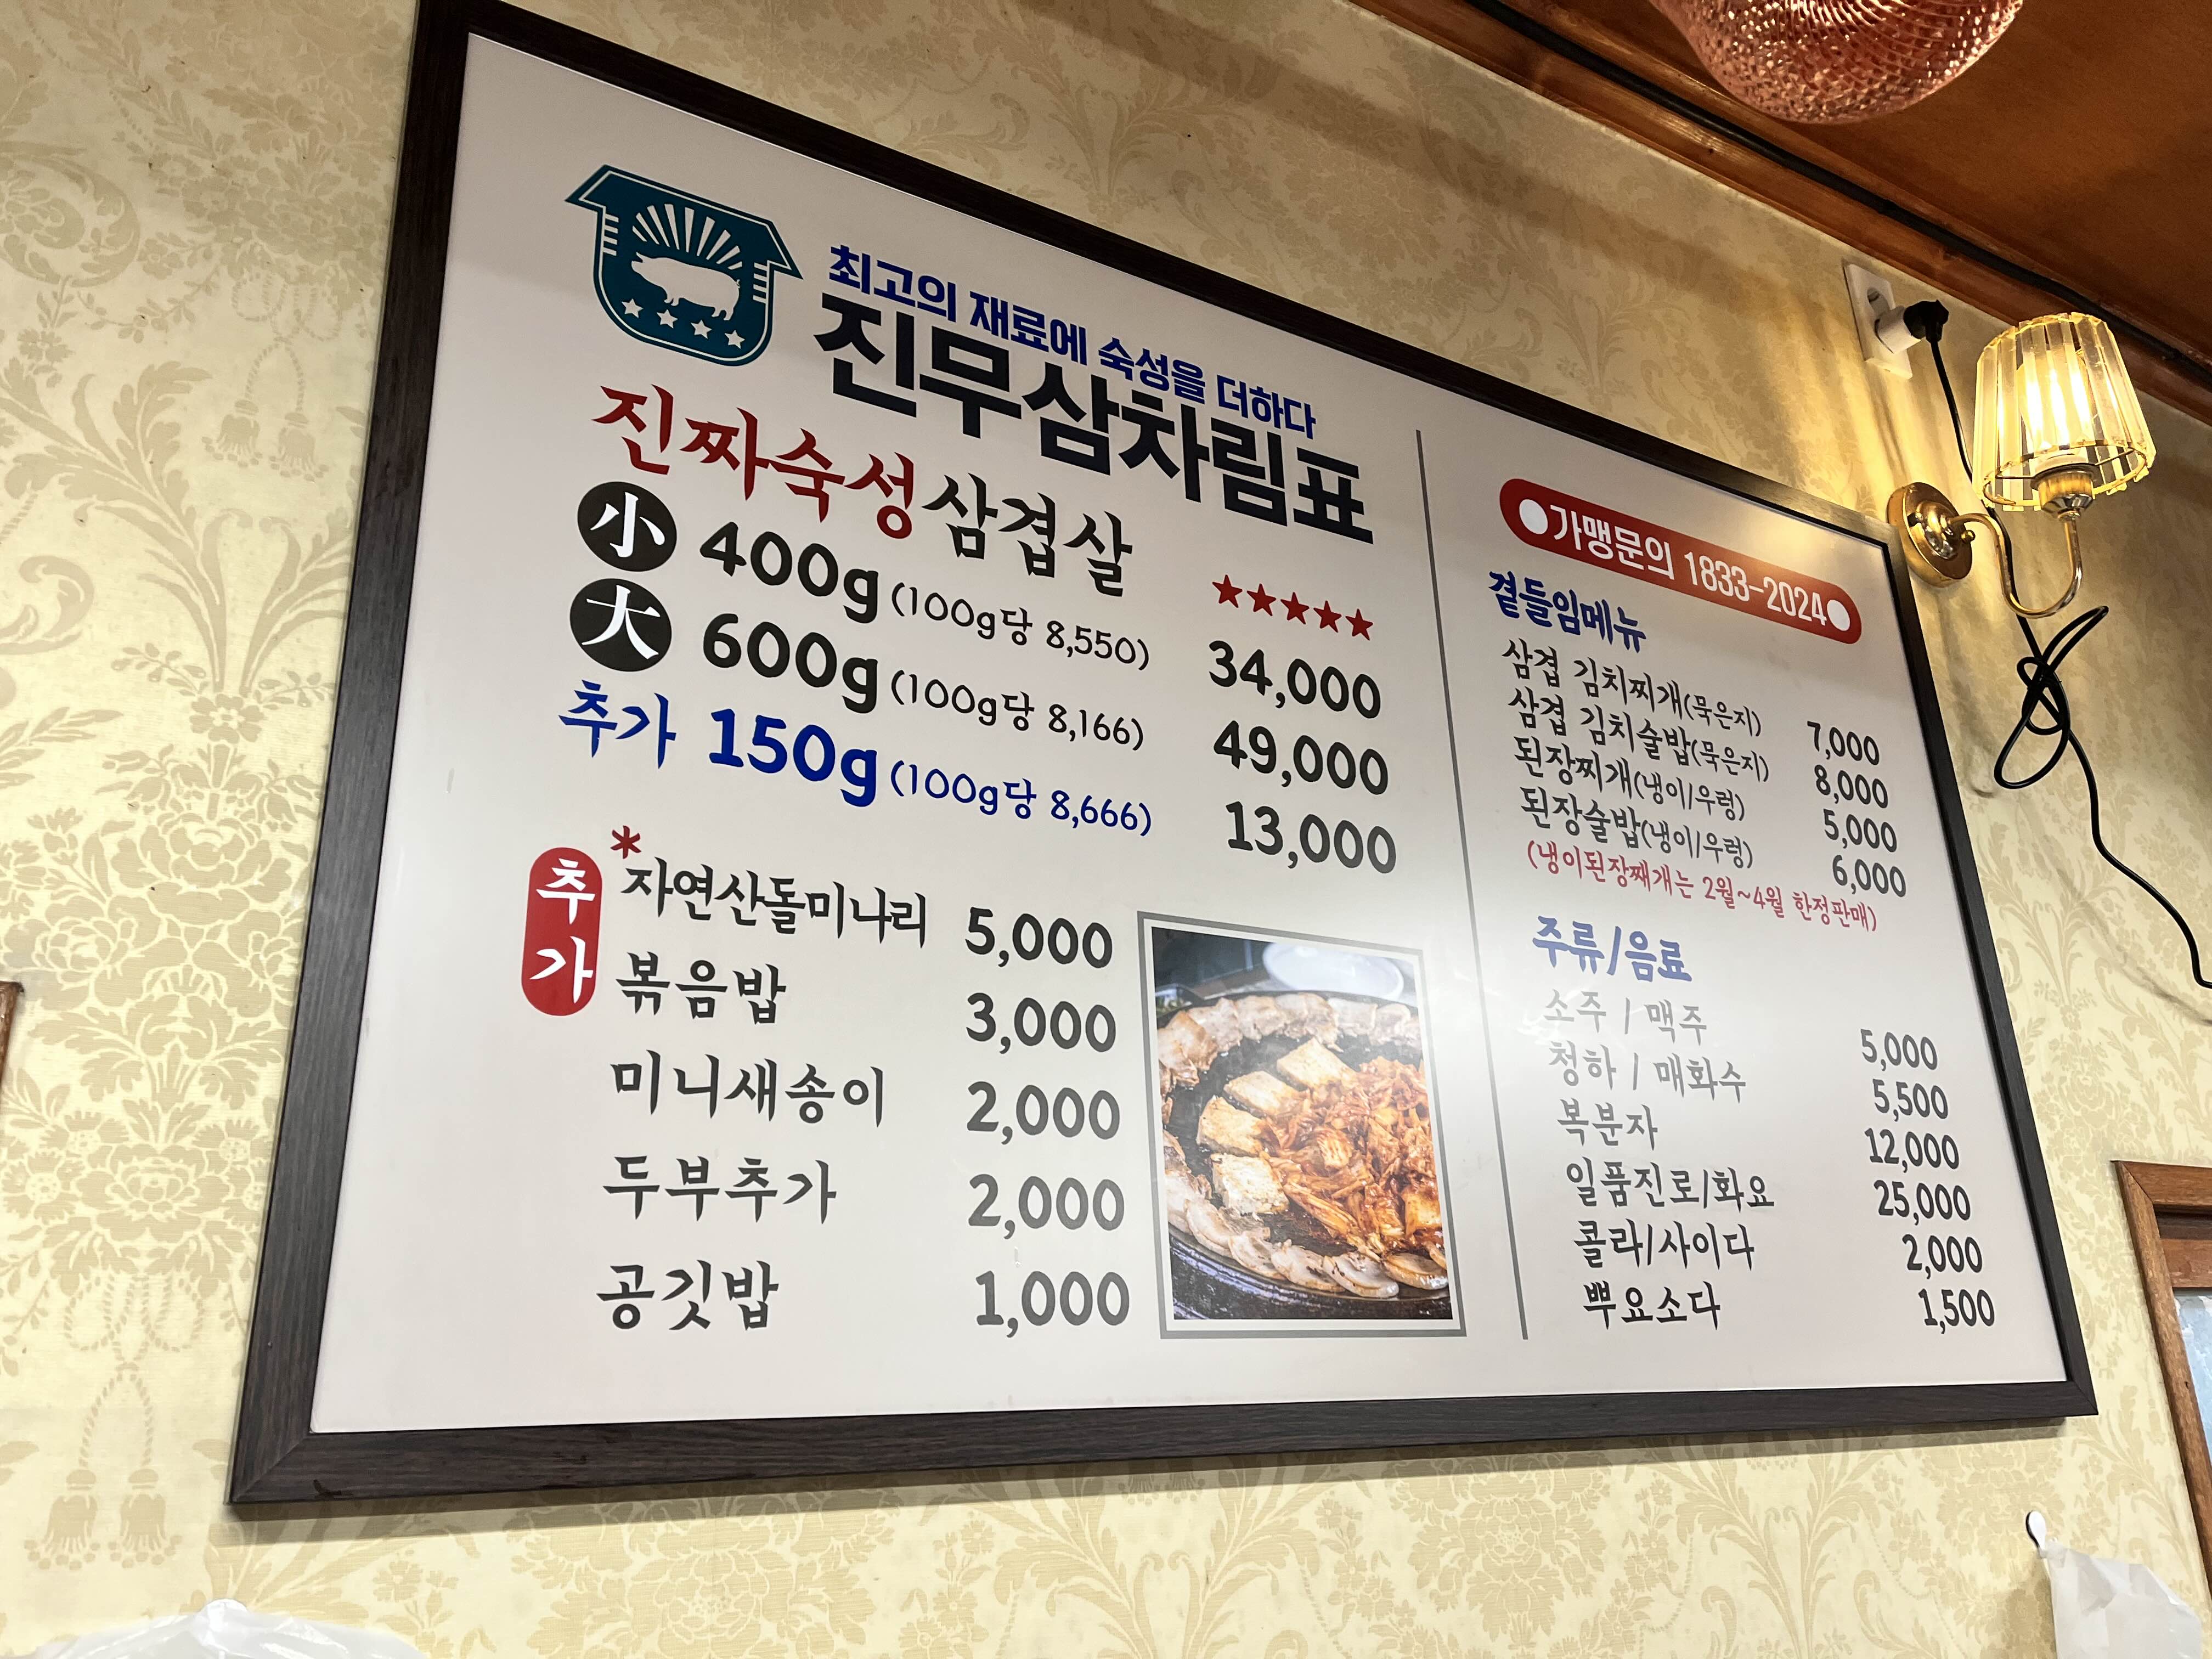 최고의 재료에 숙성을 더하다
진무삼차림표
진짜숙성삼겹살
★★★★★
小 400g (100g당 8,550) 34,000
大 600g (100g당 8,166) 49,000
추가 150g (100g당 8,666) 13,000
추가
*자연산돌미나리 5,000
볶음밥 3,000
미니새송이 2,000
두부추가 2,000
공깃밥 1,000
가맹문의 1833-2024
곁들임메뉴
삼겹 김치찌개(묵은지) 7,000
삼겹 김치술밥(묵은지) 8,000
된장찌개(냉이/우렁) 5,000
된장술밥(냉이/우렁) 6,000
(냉이된장째개는 2월~4월 한정판매)
주류/음료
소주 / 맥주 5,000
청하 / 매화수 5,500
복분자 12,000
일품진로/화요 25,000
콜라/사이다 2,000
뿌요소다 1,500